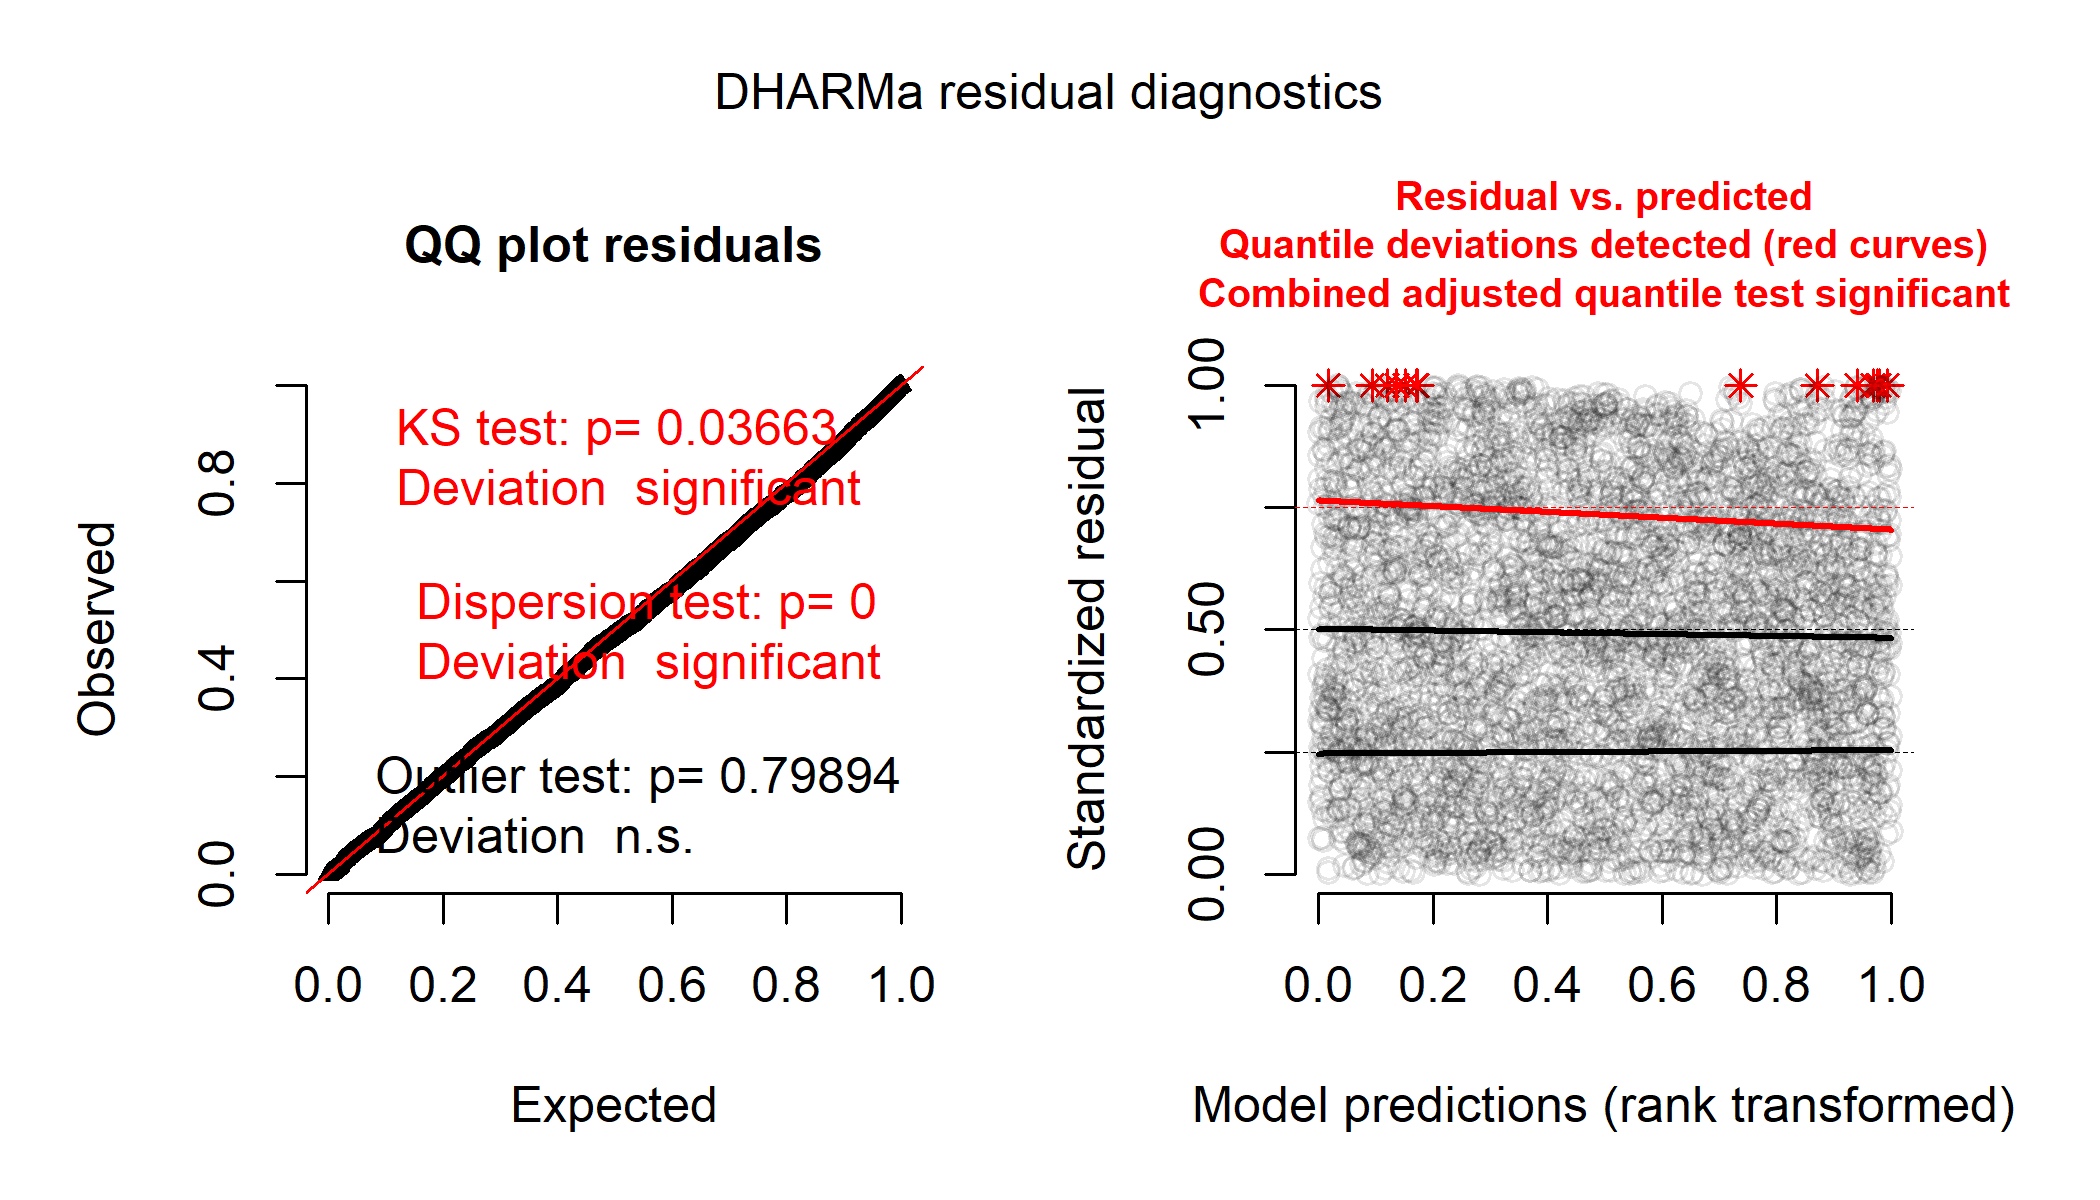 DHARMa residual diagnostics
QQ plot residuals
KS test: p= 0.03663
Deviation  significant
Dispersion test: p= 0
Deviation  significant
Outlier test: p= 0.79894
Deviation  n.s.
Observed
0.0 0.4 0.8
0.0 0.2 0.4 0.6 0.8 1.0
Expected
Residual vs. predicted
Quantile deviations detected (red curves)
Combined adjusted quantile test significant
Standardized residual
0.00 0.50 1.00
0.0 0.2 0.4 0.6 0.8 1.0
Model predictions (rank transformed)